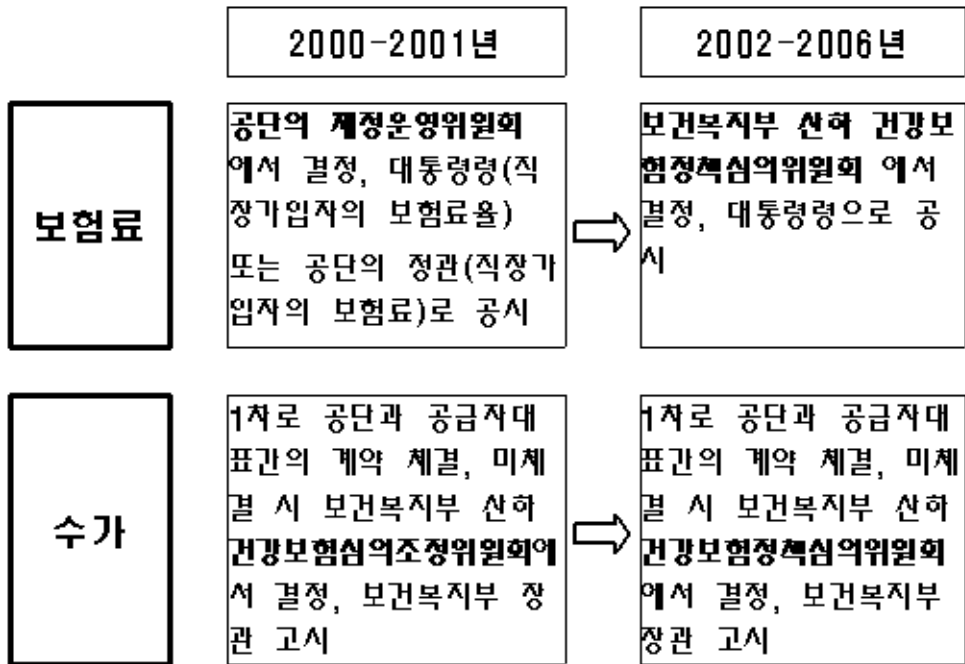 2000-2001년
2002-2006년
보험료
공단의 재정운영위원회
에서 결정, 대통령령(직
장가입자의 보험료율)
또는 공단의 정관(직장가
입자의 보험료)로 공시
보건복지부 산하 건강보
험정책심의위원회 에서
결정, 대통령령으로 공
시
수가
1차로 공단과 공급자대
표간의 계약 체결, 미체
결 시 보건복지부 산하
건강보험심의조정위원회에
서 결정, 보건복지부 장
관 고시
1차로 공단과 공급자대
표간의 계약 체결, 미체
결 시 보건복지부 산하
건강보험정책심의위원회
에서 결정, 보건복지부
장관 고시